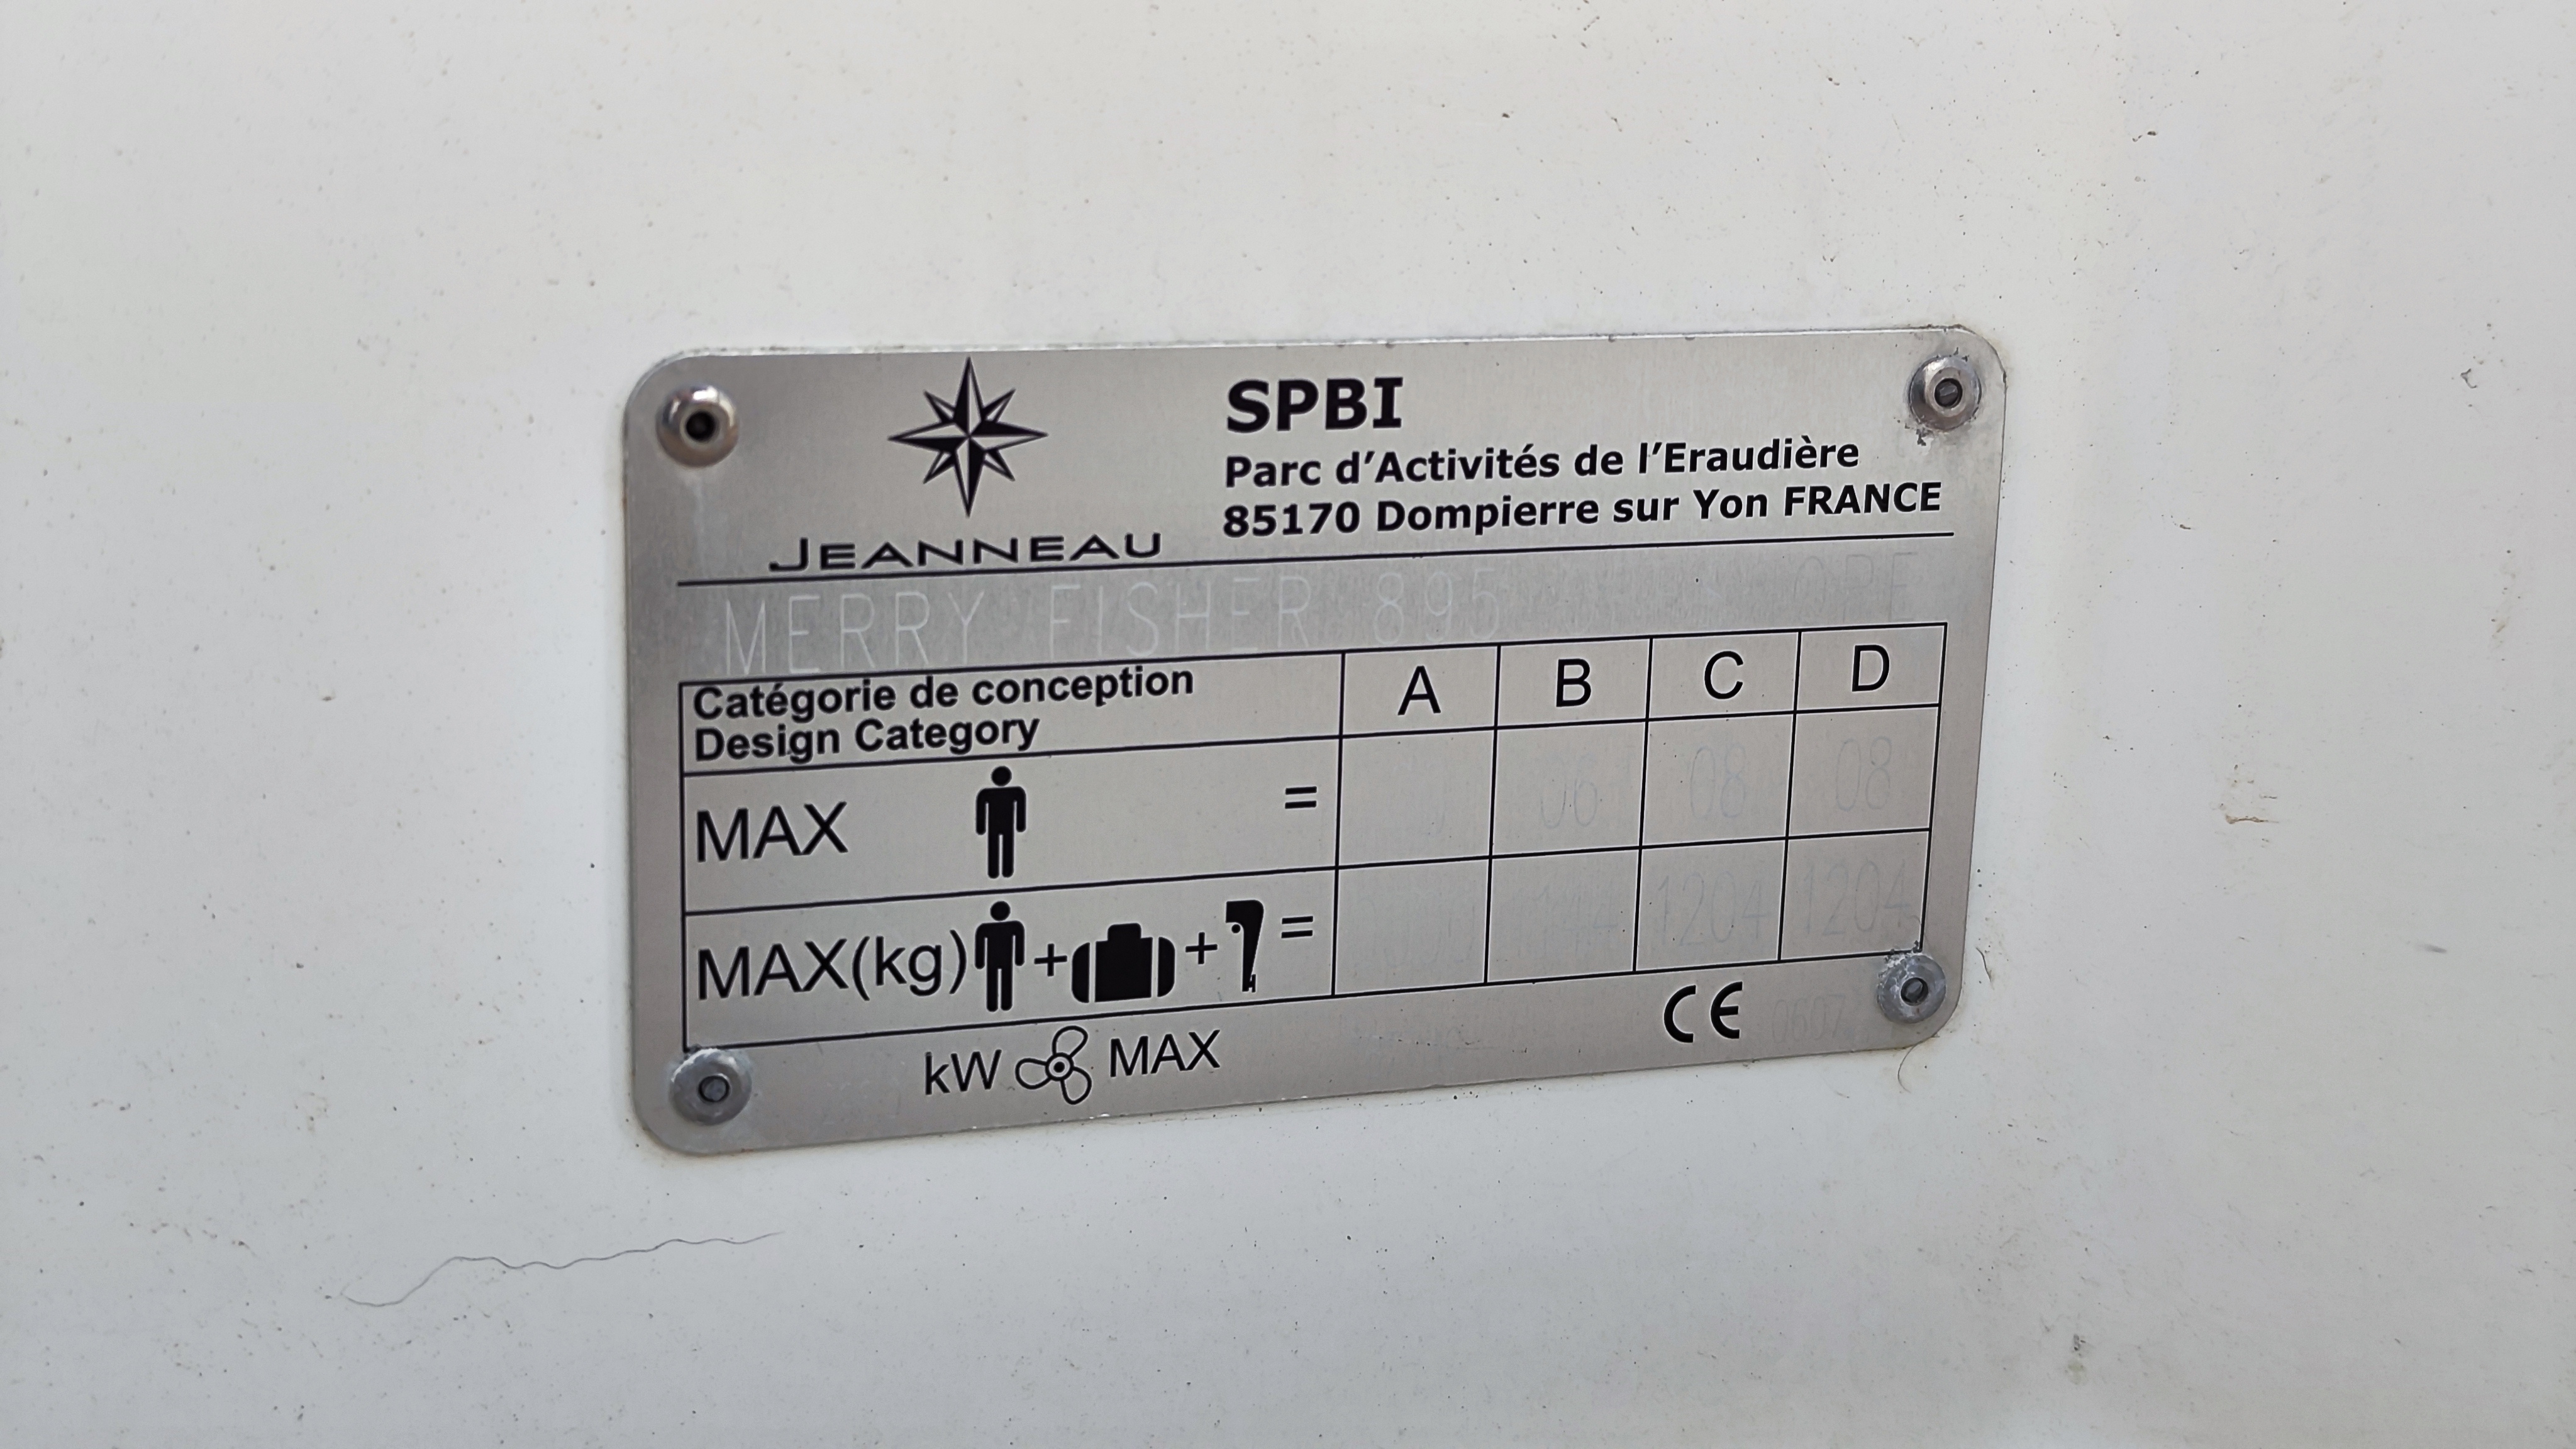 SPBI
Parc d'Activités de l'Eraudière
85170 Dompierre sur Yon FRANCE
JEANNEAU
MERRY FISHER 895
Catégorie de conception
Design Category
A B C D
MAX = 06 08 08
MAX(kg) + + = 1204 1204
kW MAX
CE